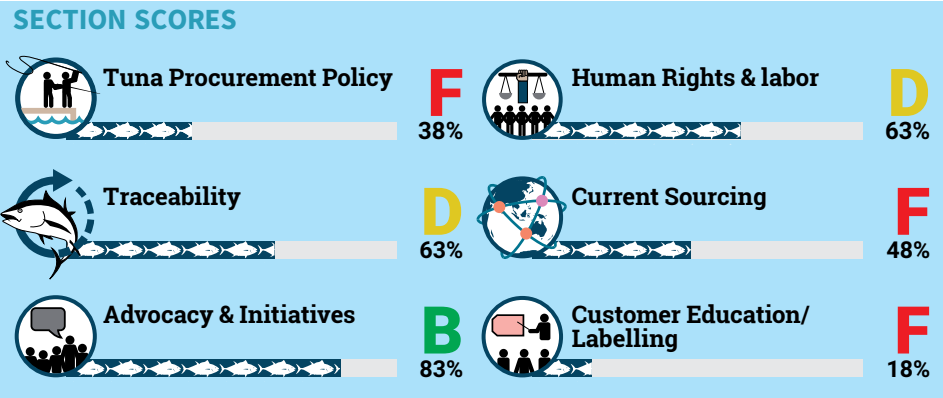 SECTION SCORES
Tuna Procurement Policy
F
38%
Human Rights & labor
D
63%
Traceability
D
63%
Current Sourcing
F
48%
Advocacy & Initiatives
B
83%
Customer Education/
Labelling
F
18%